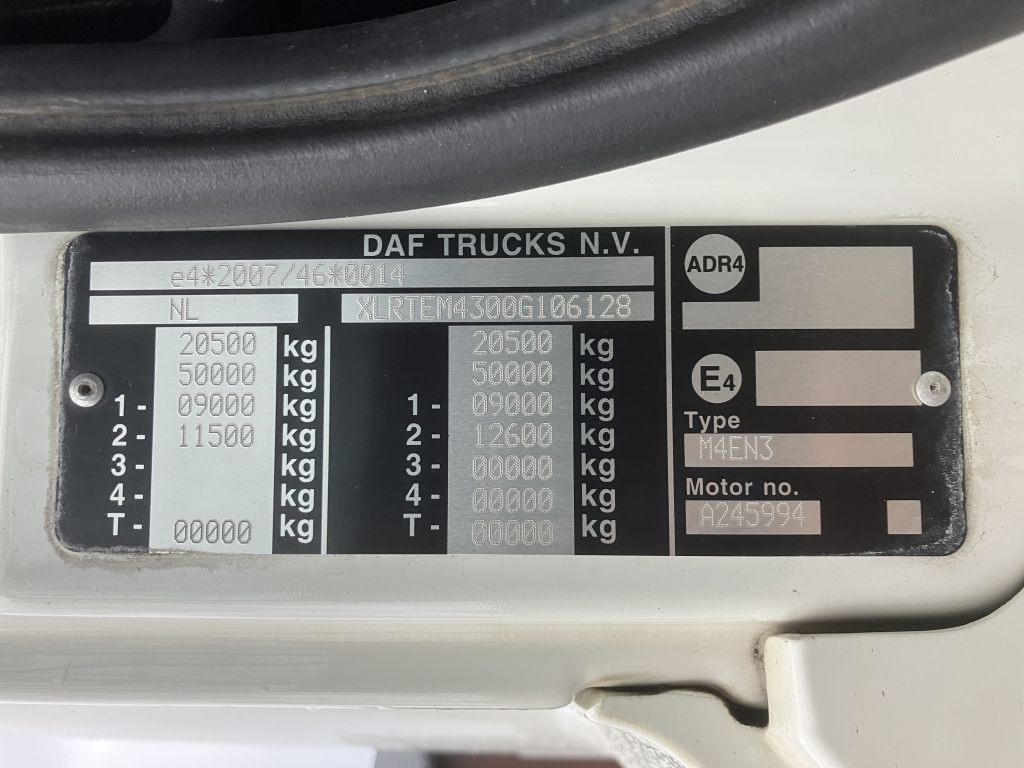 DAF TRUCKS N.V.
e4*2007/46*0014
NL XLRTEM4300G106128
20500 kg 20500 kg
50000 kg 50000 kg
1- 09000 kg 1- 09000 kg
2- 11500 kg 2- 12600 kg
3- kg 3- 00000 kg
4- kg 4- 00000 kg
T- 00000 kg T- 00000 kg
ADR4
E4
Type
M4EN3
Motor no.
A245994